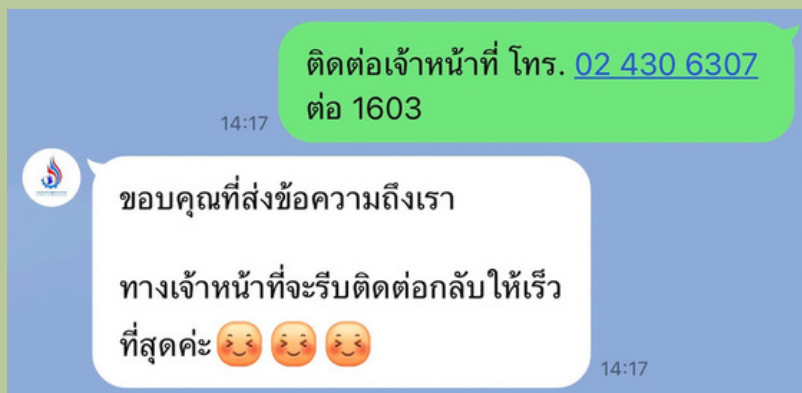 ติดต่อเจ้าหน้าที่ โทร. 02 430 6307
ต่อ 1603
14:17
ขอบคุณที่ส่งข้อความถึงเรา
ทางเจ้าหน้าที่จะรีบติดต่อกลับให้เร็ว
ที่สุดค่ะ
14:17